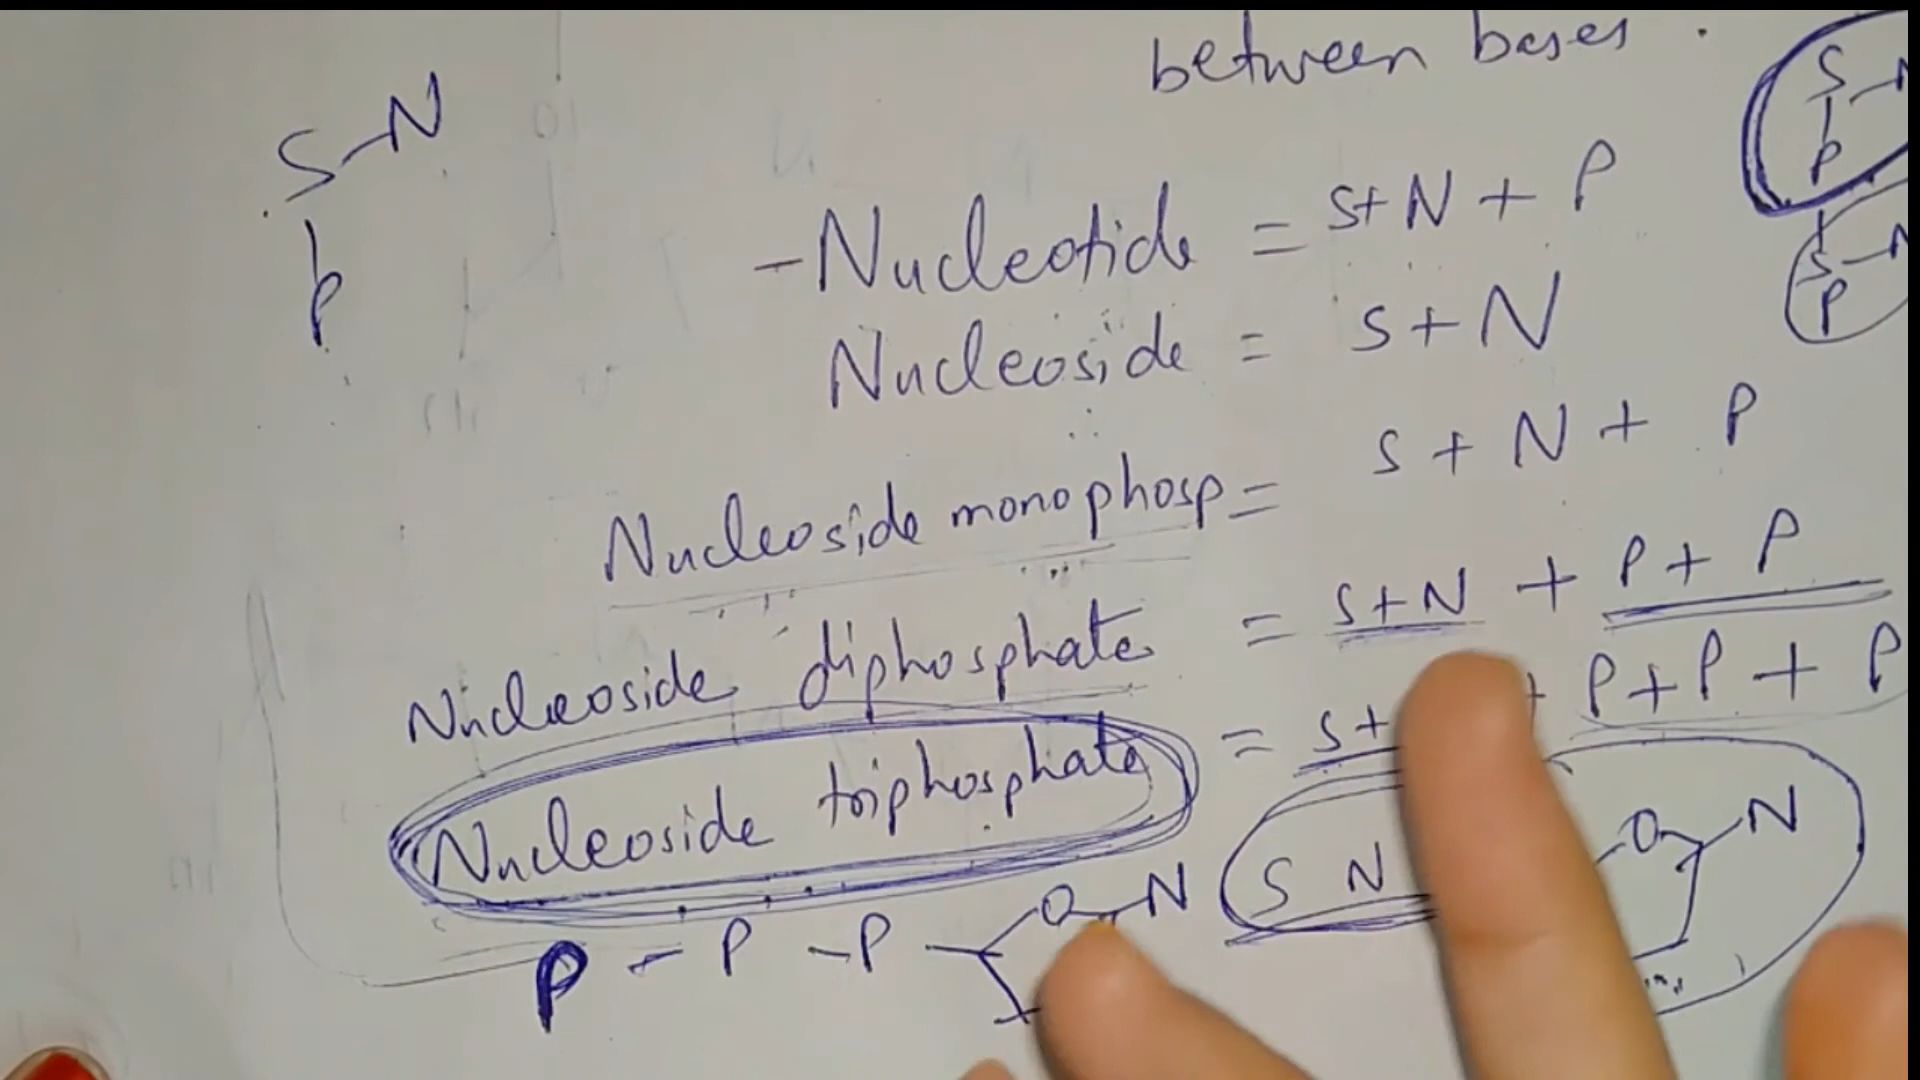 between bases.
S-N
P
S-N
P
S-N
P
-Nucleotide = S+N+P
Nucleoside = S+N
Nucleoside monophosp = S+N+P
Nucleoside diphosphate = S+N + P+P
Nucleoside triphosphate = S+ + P+P+P
S N
O N
P-P-P O N